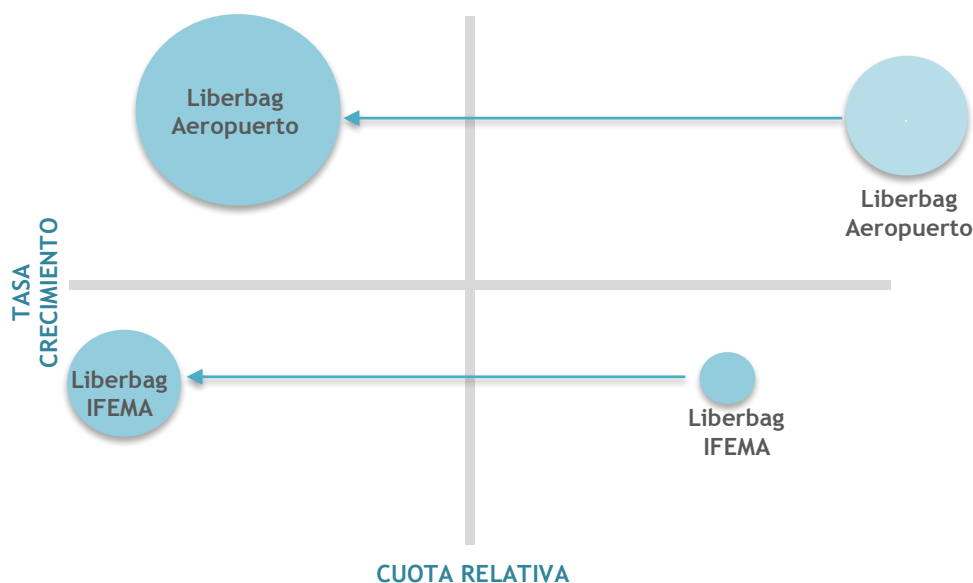 Liberbag
Aeropuerto
Liberbag
Aeropuerto
TASA
CRECIMIENTO
Liberbag
IFEMA
Liberbag
IFEMA
CUOTA RELATIVA